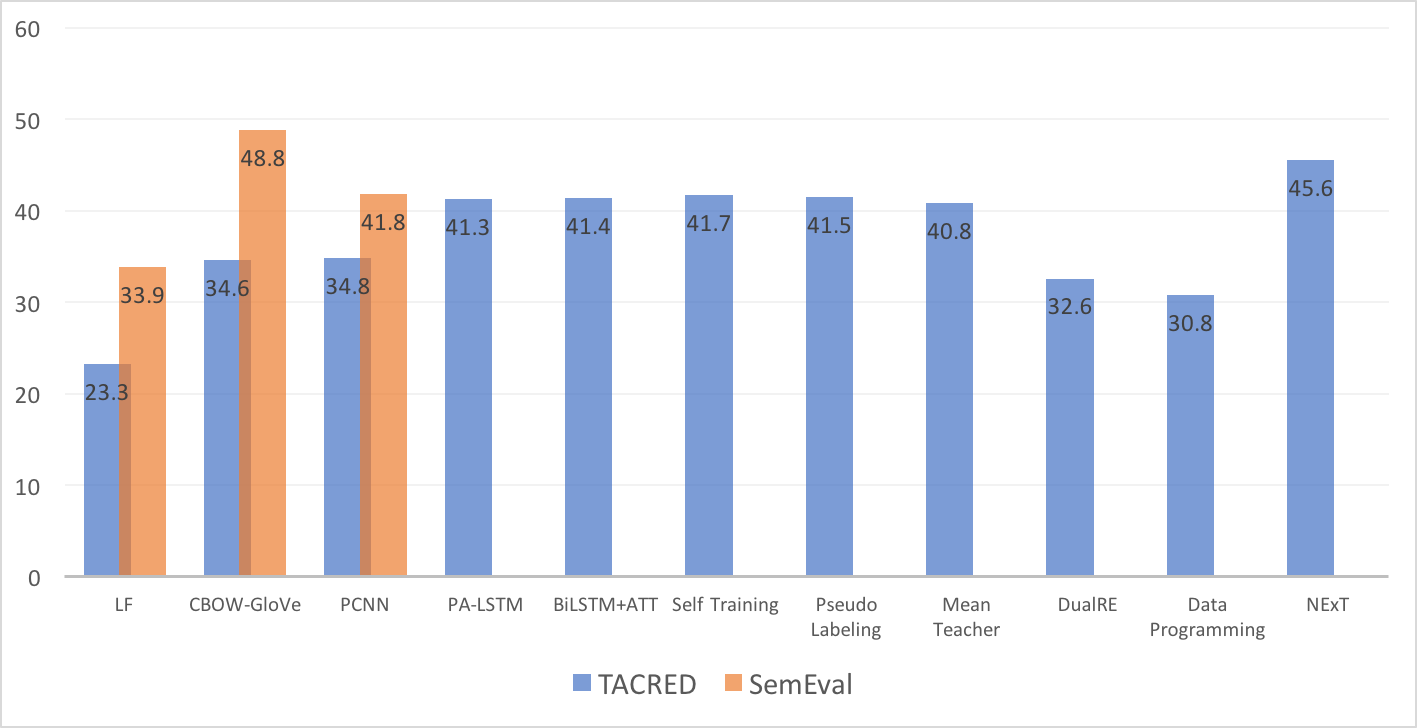 60
50
40
30
20
10
0
23.3
33.9
34.6
48.8
34.8
41.8
41.3
41.4
41.7
41.5
40.8
32.6
30.8
45.6
LF
CBOW-GloVe
PCNN
PA-LSTM
BiLSTM+ATT
Self Training
Pseudo
Labeling
Mean
Teacher
DualRE
Data
Programming
NExT
TACRED
SemEval